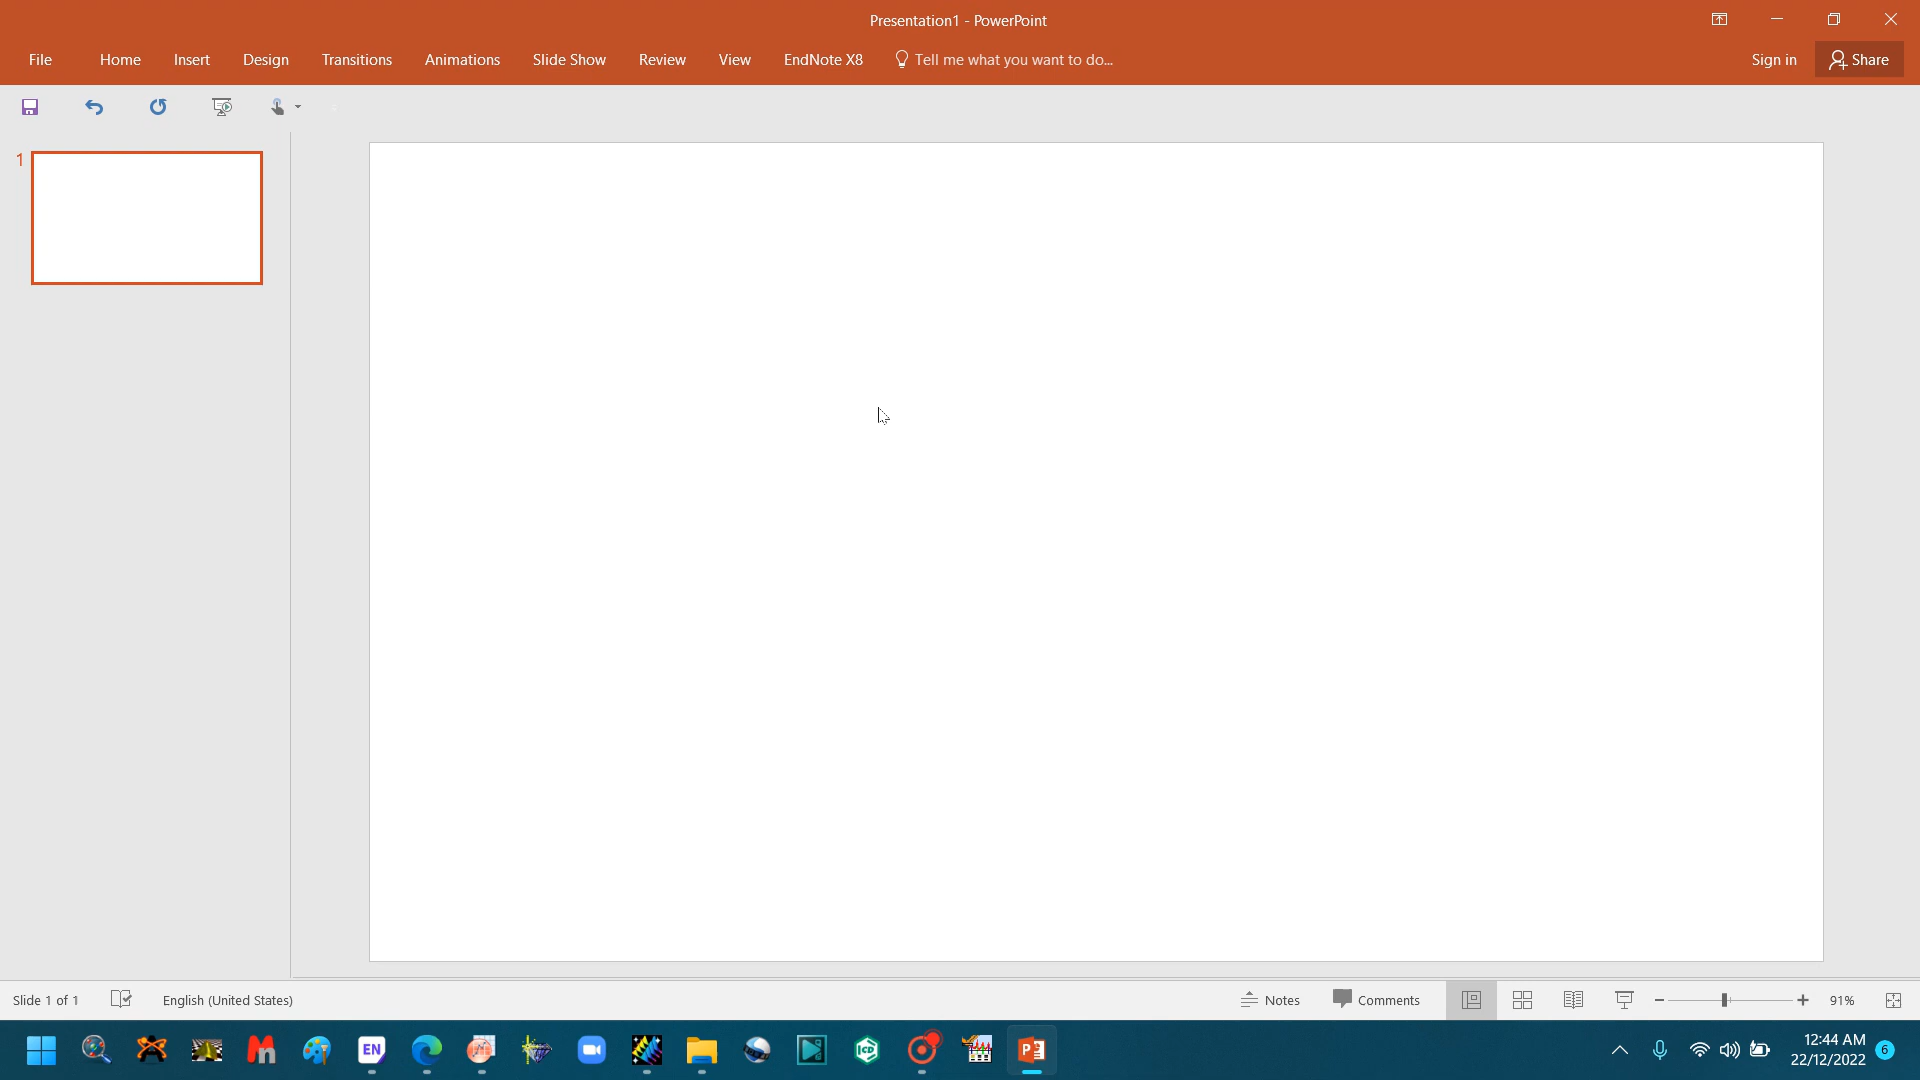 Presentation1 - PowerPoint
File Home Insert Design Transitions Animations Slide Show Review View EndNote X8 Tell me what you want to do... Sign in Share
1
Slide 1 of 1 English (United States) Notes Comments 91%
EN ICD 12:44 AM
22/12/2022 6